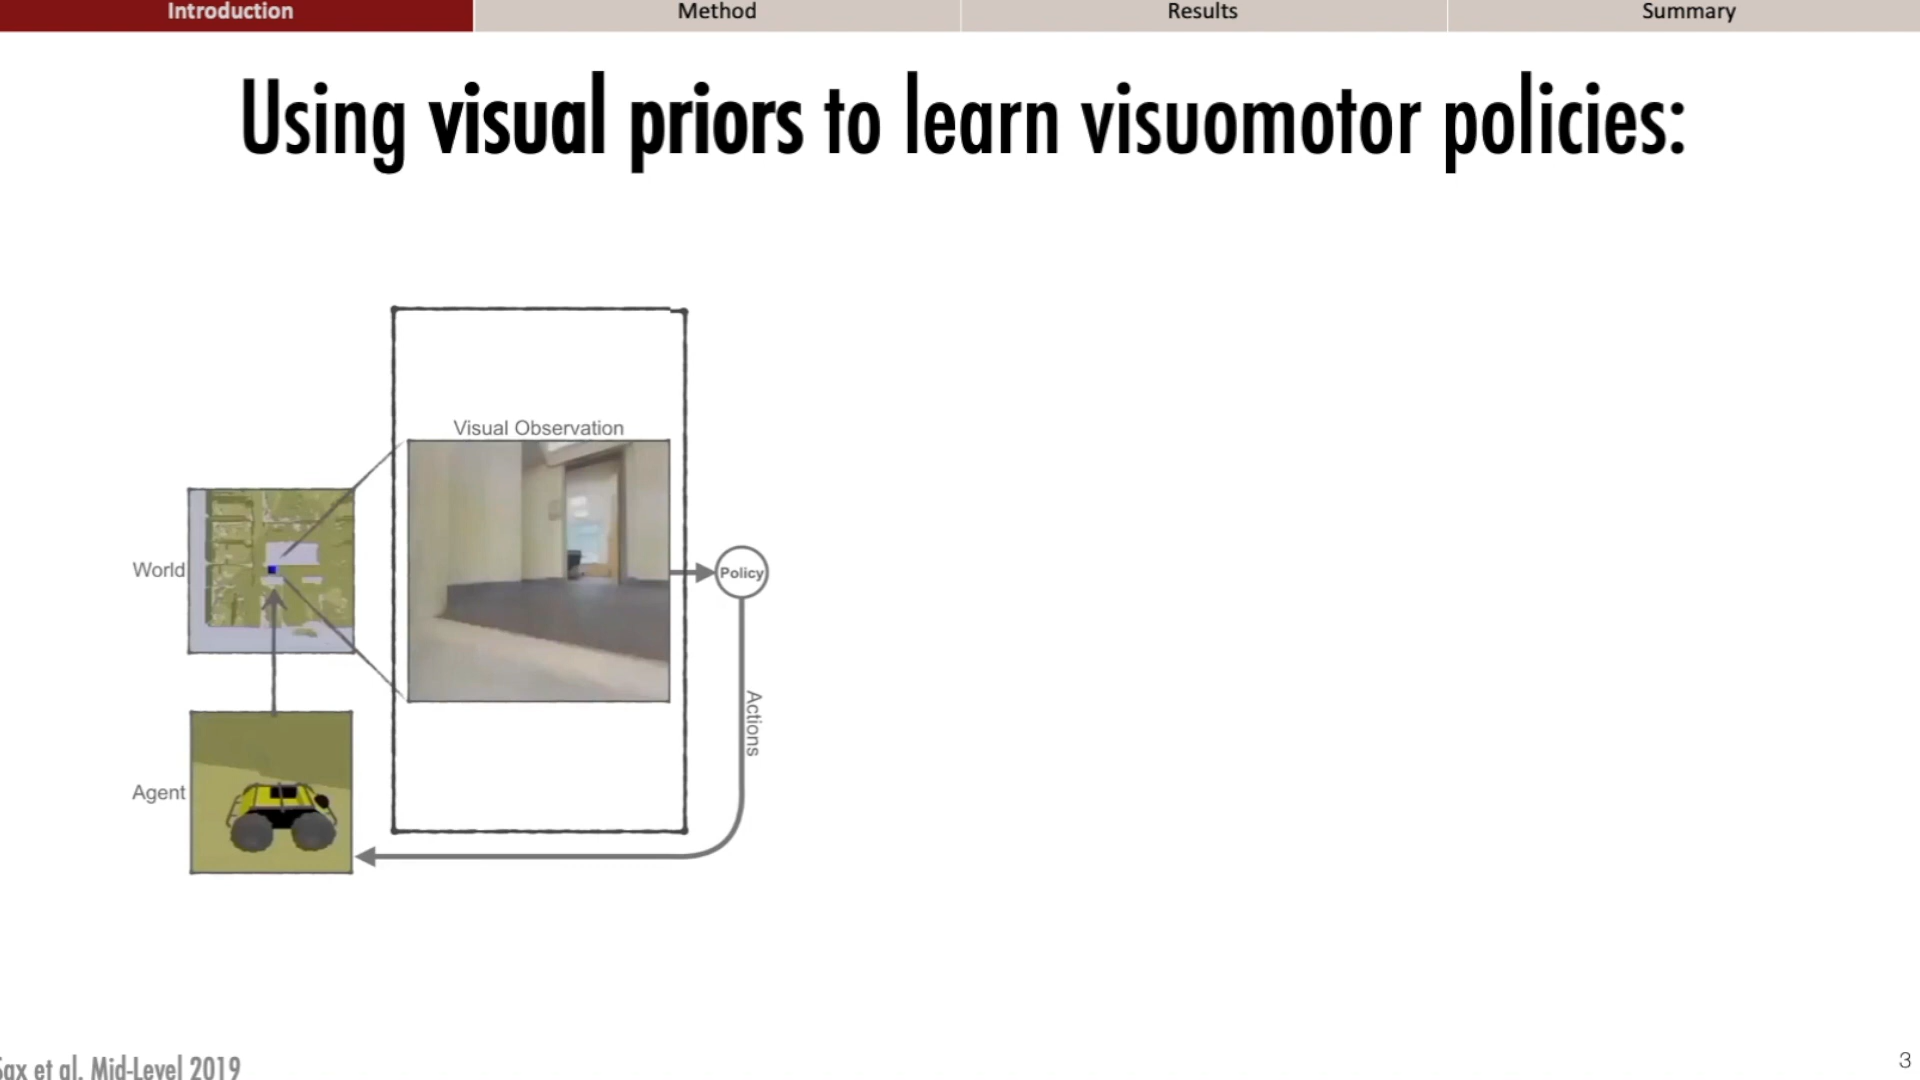 Introduction
Method
Results
Summary
Using visual priors to learn visuomotor policies:
Visual Observation
World
Policy
Actions
Agent
Sax et al. Mid-Level 2019
3